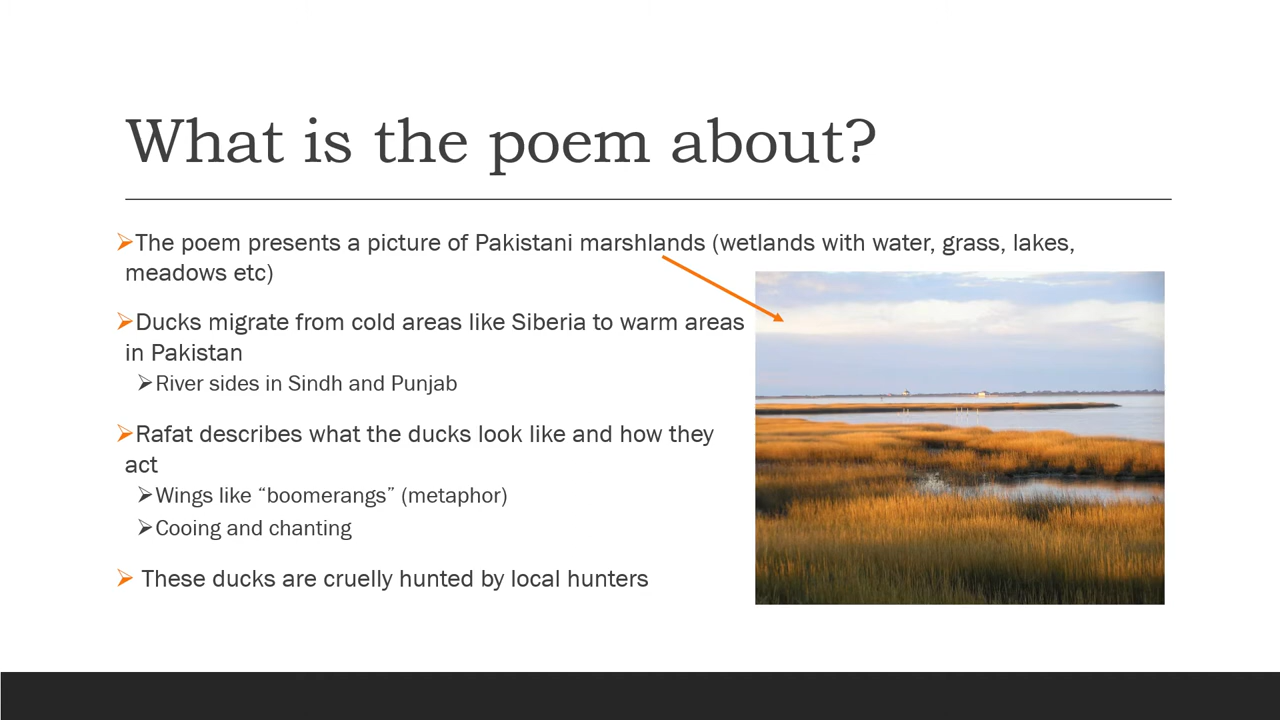 What is the poem about?
➢The poem presents a picture of Pakistani marshlands (wetlands with water, grass, lakes,
meadows etc)
➢Ducks migrate from cold areas like Siberia to warm areas
in Pakistan
➢River sides in Sindh and Punjab
➢Rafat describes what the ducks look like and how they
act
➢Wings like “boomerangs” (metaphor)
➢Cooing and chanting
➢ These ducks are cruelly hunted by local hunters